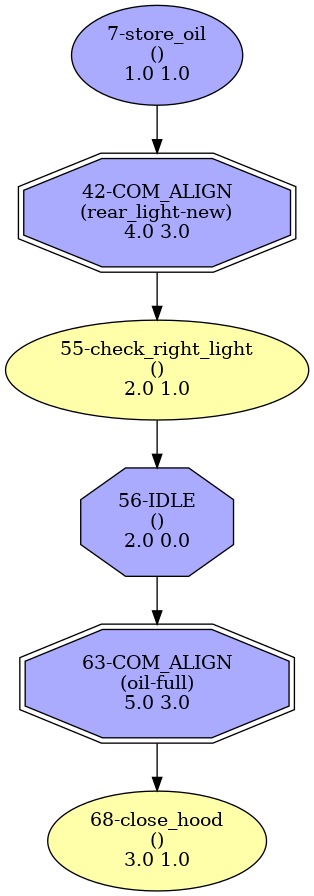 7-store_oil
()
1.0 1.0
42-COM_ALIGN
(rear_light-new)
4.0 3.0
55-check_right_light
()
2.0 1.0
56-IDLE
()
2.0 0.0
63-COM_ALIGN
(oil-full)
5.0 3.0
68-close_hood
()
3.0 1.0